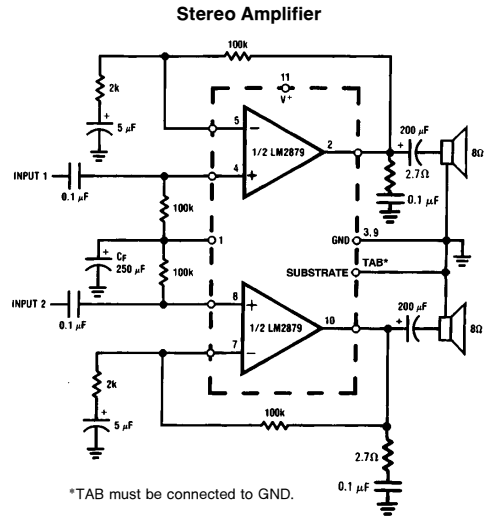 Stereo Amplifier
100k
11
V+
2k
5
−
+
5 µF
1/2 LM2879
2
+
200 µF
8Ω
INPUT 1
4
+
2.7Ω
0.1 µF
0.1 µF
100k
1
GND
3, 9
+
CF
250 µF
100k
TAB*
SUBSTRATE
INPUT 2
6
+
200 µF
0.1 µF
1/2 LM2879
10
+
8Ω
7
−
2k
+
5 µF
100k
2.7Ω
0.1 µF
*TAB must be connected to GND.